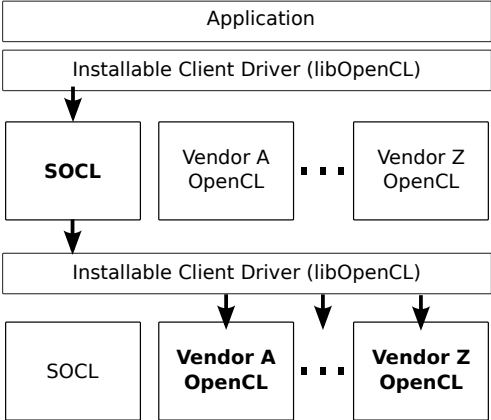 Application
Installable Client Driver (libOpenCL)
SOCL
Vendor A
OpenCL
Vendor Z
OpenCL
Installable Client Driver (libOpenCL)
SOCL
Vendor A
OpenCL
Vendor Z
OpenCL